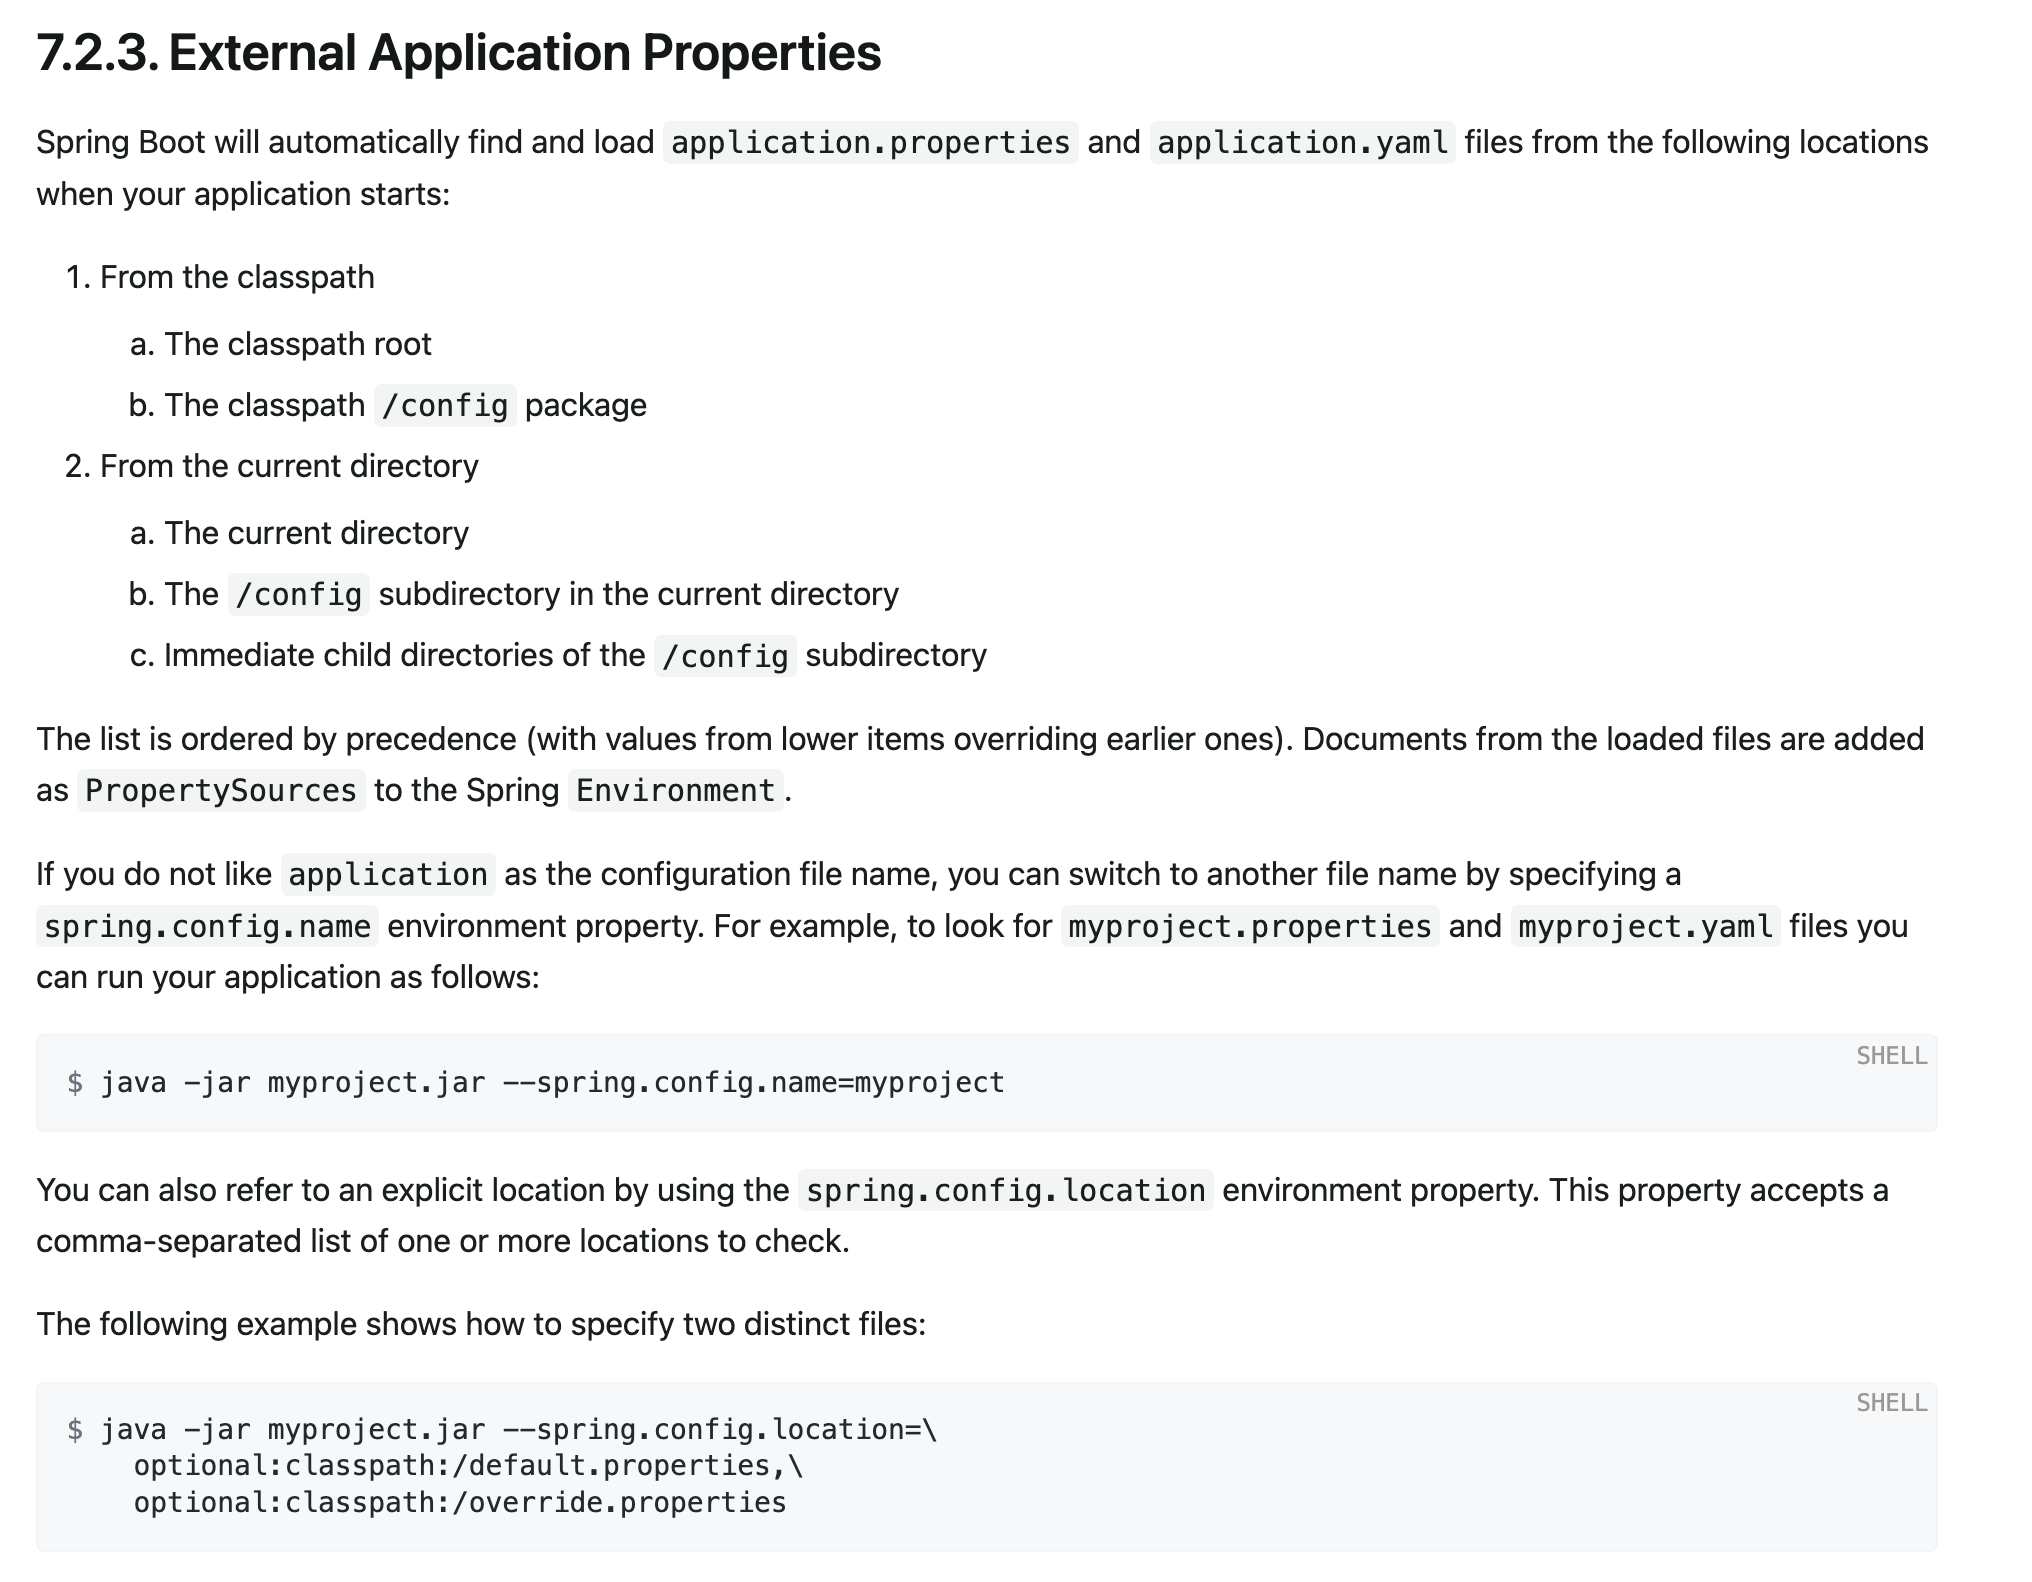 7.2.3. External Application Properties
Spring Boot will automatically find and load application.properties and application.yaml files from the following locations
when your application starts:
1. From the classpath
a. The classpath root
b. The classpath /config package
2. From the current directory
a. The current directory
b. The /config subdirectory in the current directory
c. Immediate child directories of the /config subdirectory
The list is ordered by precedence (with values from lower items overriding earlier ones). Documents from the loaded files are added
as PropertySources to the Spring Environment.
If you do not like application as the configuration file name, you can switch to another file name by specifying a
spring.config.name environment property. For example, to look for myproject.properties and myproject.yaml files you
can run your application as follows:
SHELL
$ java -jar myproject.jar --spring.config.name=myproject
You can also refer to an explicit location by using the spring.config.location environment property. This property accepts a
comma-separated list of one or more locations to check.
The following example shows how to specify two distinct files:
SHELL
$ java -jar myproject.jar --spring.config.location=\
optional:classpath:/default.properties,\
optional:classpath:/override.properties